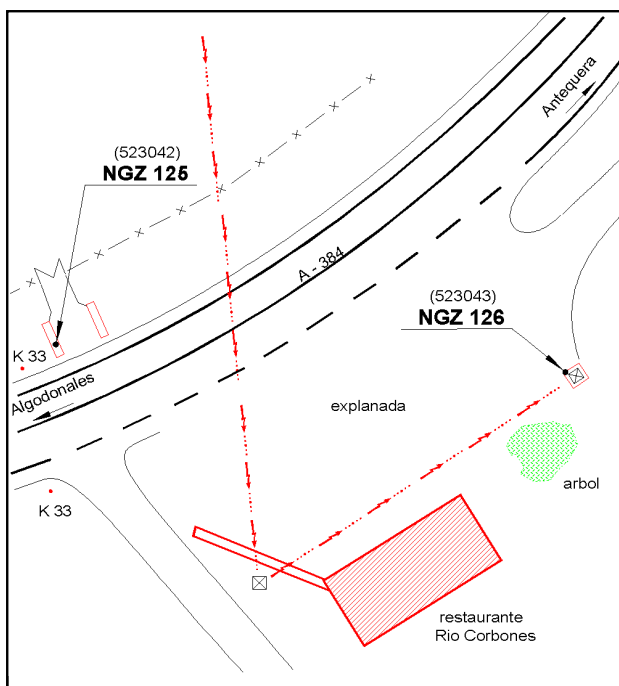 Antequera
(523042)
NGZ 125
A - 384
(523043)
NGZ 126
K 33
Algodonales
explanada
arbol
K 33
restaurante
Rio Corbones